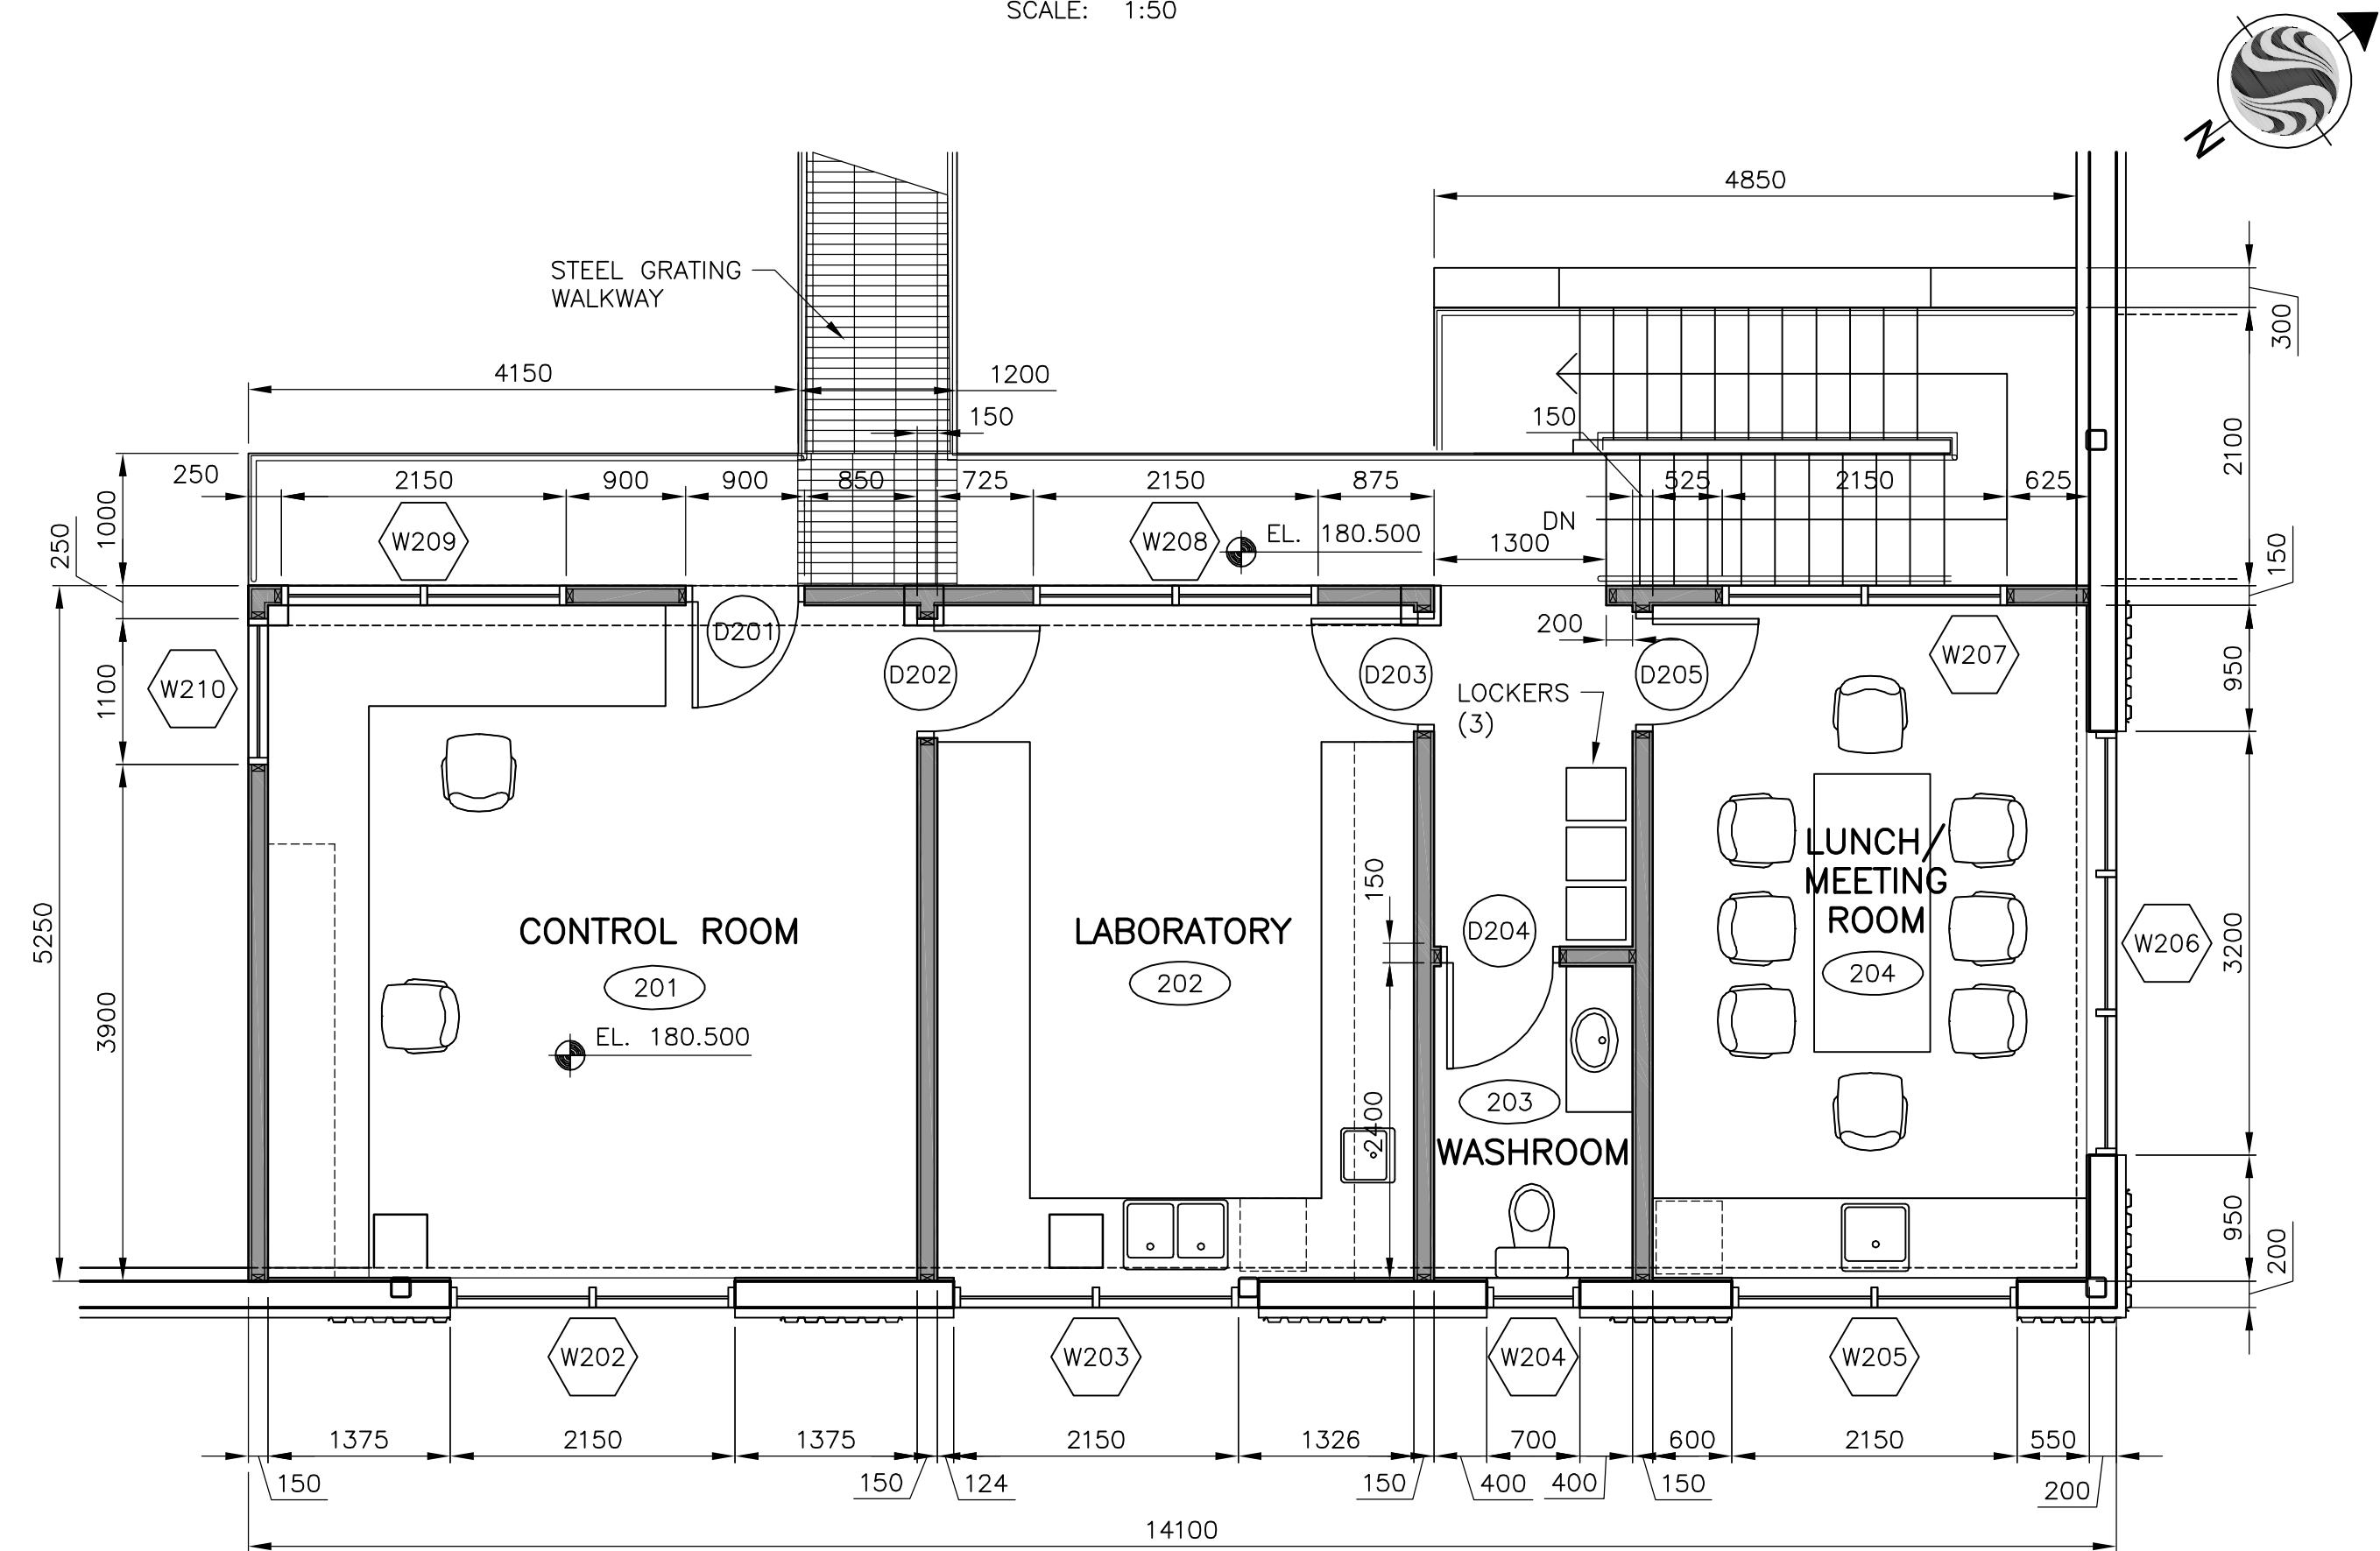 SCALE: 1:50
N
4850
STEEL GRATING
WALKWAY
300
4150
1200
150
150
2100
250
2150
900
900
850
725
2150
875
525
2150
625
1000
250
W209
W208
EL. 180.500
DN
1300
150
D201
200
W210
D202
D203
D205
W207
1100
950
LOCKERS
(3)
LUNCH/
MEETING
ROOM
204
150
CONTROL ROOM
201
EL. 180.500
LABORATORY
202
D204
5250
3900
3200
W206
203
WASHROOM
2400
950
200
W202
W203
W204
W205
1375
2150
1375
2150
1326
700
600
2150
550
150
150
124
150
400
400
150
200
14100